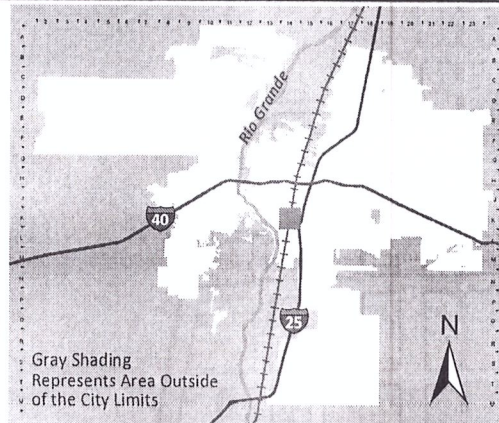 Rio Grande
40
25
N
Gray Shading
Represents Area Outside
of the City Limits